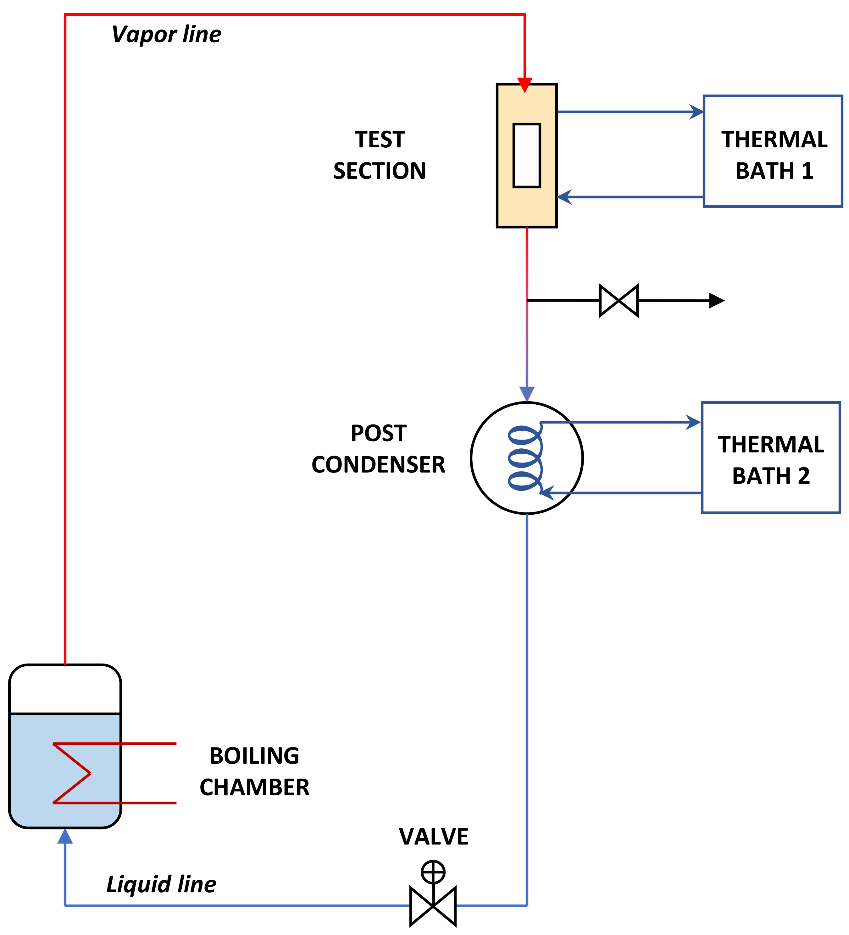 Vapor line
TEST
SECTION
THERMAL
BATH 1
POST
CONDENSER
THERMAL
BATH 2
BOILING
CHAMBER
VALVE
Liquid line